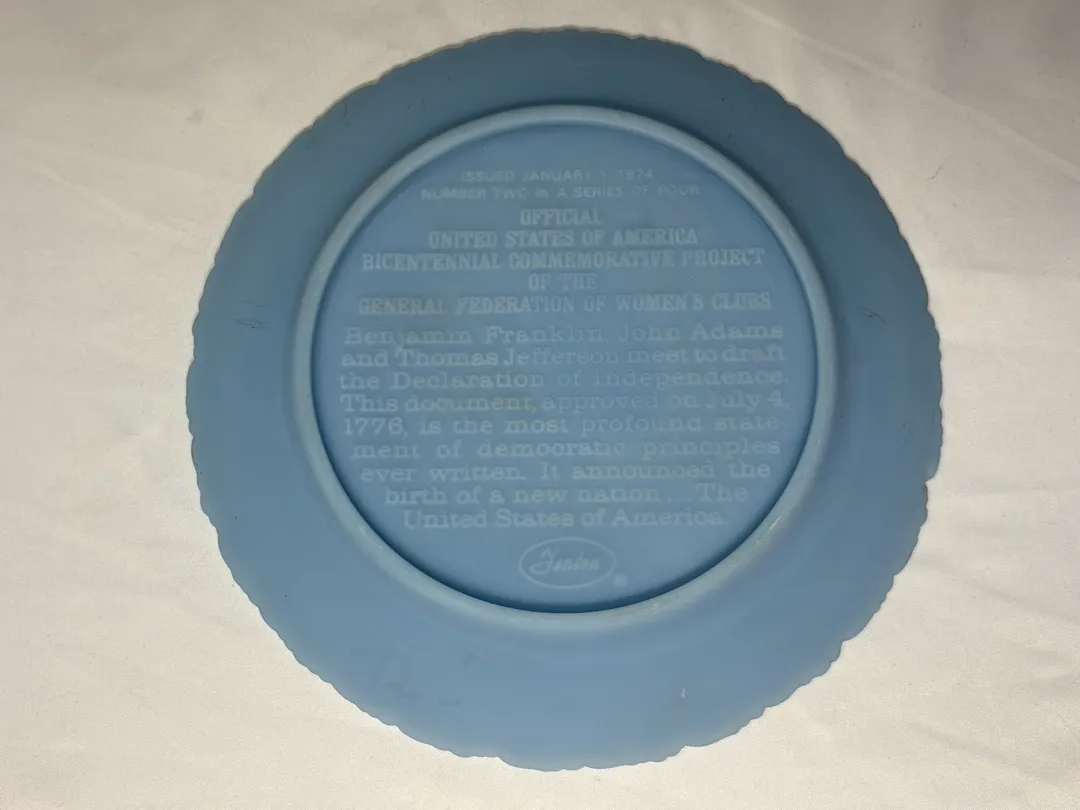 ISSUED JANUARY 1, 1974
NUMBER TWO IN A SERIES OF FOUR
OFFICIAL
UNITED STATES OF AMERICA
BICENTENNIAL COMMEMORATIVE PROJECT
OF THE
GENERAL FEDERATION OF WOMEN'S CLUBS
Benjamin Franklin, John Adams
and Thomas Jefferson meet to draft
the Declaration of Independence.
This document, approved on July 4,
1776, is the most profound state-
ment of democratic principles
ever written. It announced the
birth of a new nation... The
United States of America.
Fenton
®